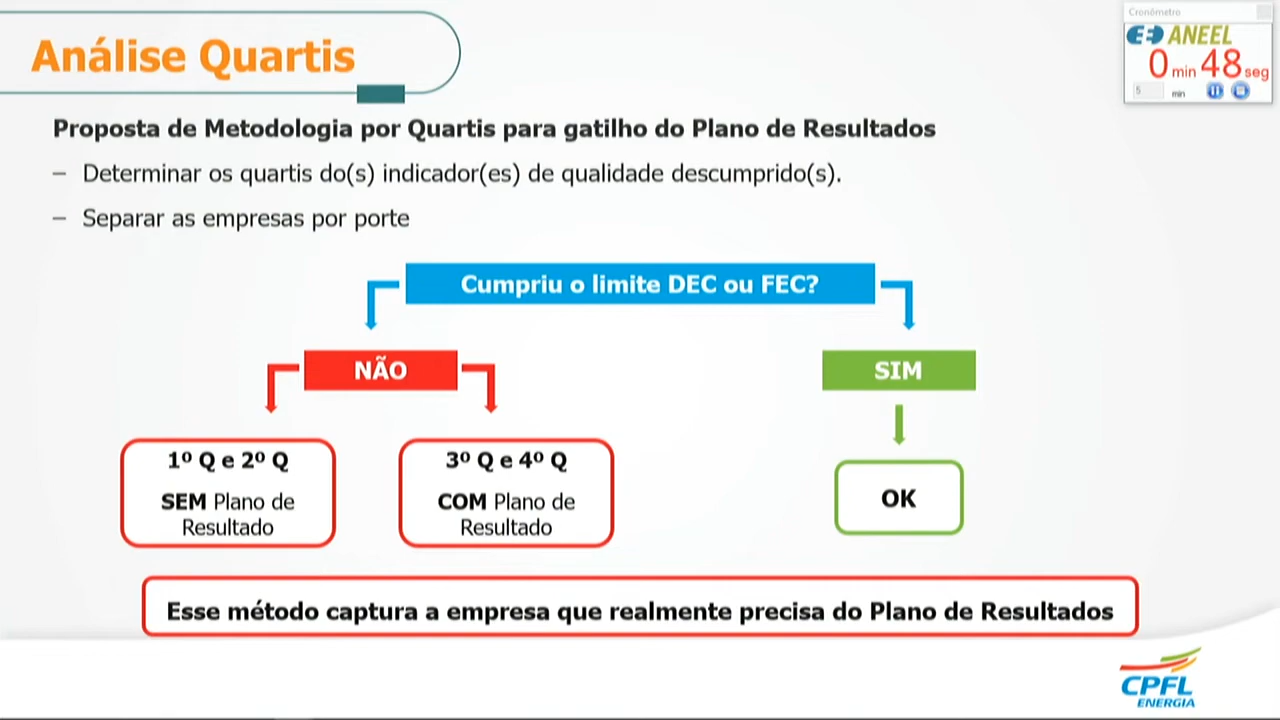 Análise Quartis
Cronômetro
ANEEL
0 min 48 seg
5 min
Proposta de Metodologia por Quartis para gatilho do Plano de Resultados
– Determinar os quartis do(s) indicador(es) de qualidade descumprido(s).
– Separar as empresas por porte
Cumpriu o limite DEC ou FEC?
NÃO
SIM
1º Q e 2º Q
SEM Plano de
Resultado
3º Q e 4º Q
COM Plano de
Resultado
OK
Esse método captura a empresa que realmente precisa do Plano de Resultados
CPFL
ENERGIA